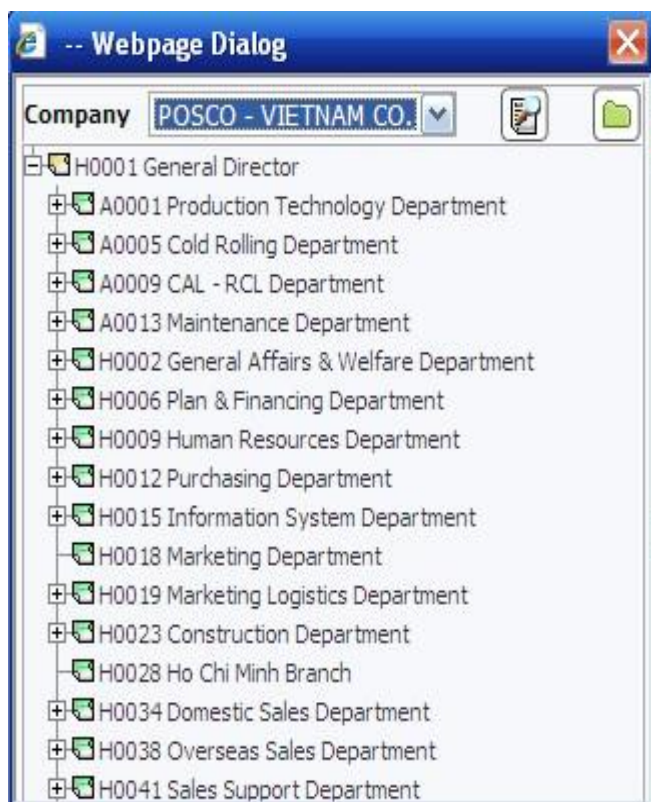 -- Webpage Dialog
Company POSCO - VIETNAM CO.
H0001 General Director
A0001 Production Technology Department
A0005 Cold Rolling Department
A0009 CAL - RCL Department
A0013 Maintenance Department
H0002 General Affairs & Welfare Department
H0006 Plan & Financing Department
H0009 Human Resources Department
H0012 Purchasing Department
H0015 Information System Department
H0018 Marketing Department
H0019 Marketing Logistics Department
H0023 Construction Department
H0028 Ho Chi Minh Branch
H0034 Domestic Sales Department
H0038 Overseas Sales Department
H0041 Sales Support Department